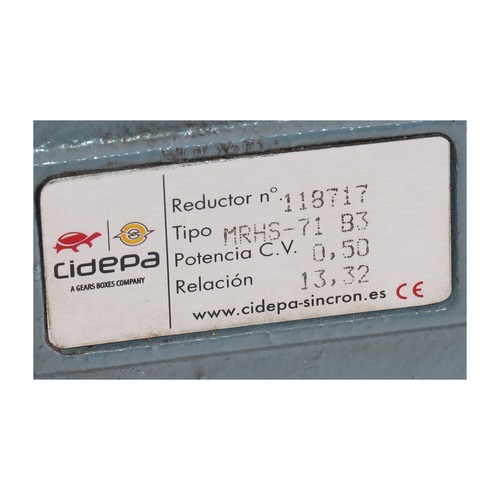 cidepa
A GEARS BOXES COMPANY
Reductor nº. 118717
Tipo MRHS-71 B3
Potencia C.V. 0,50
Relación 13,32
www.cidepa-sincron.es CE